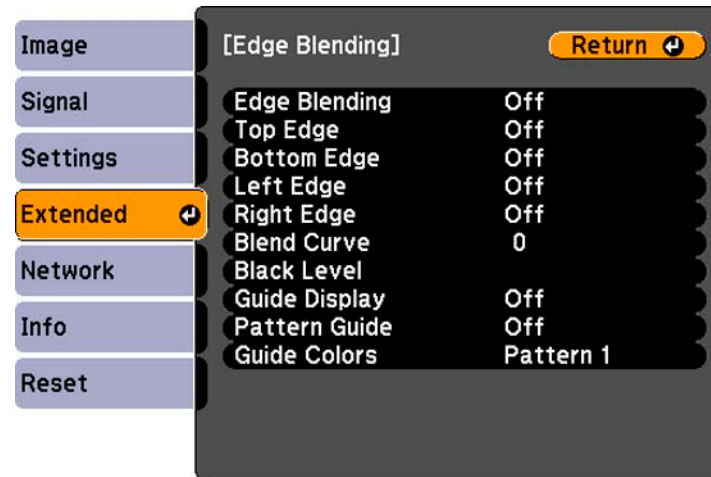 Image
Signal
Settings
Extended
Network
Info
Reset
[Edge Blending]
Return
Edge Blending Off
Top Edge Off
Bottom Edge Off
Left Edge Off
Right Edge Off
Blend Curve 0
Black Level
Guide Display Off
Pattern Guide Off
Guide Colors Pattern 1